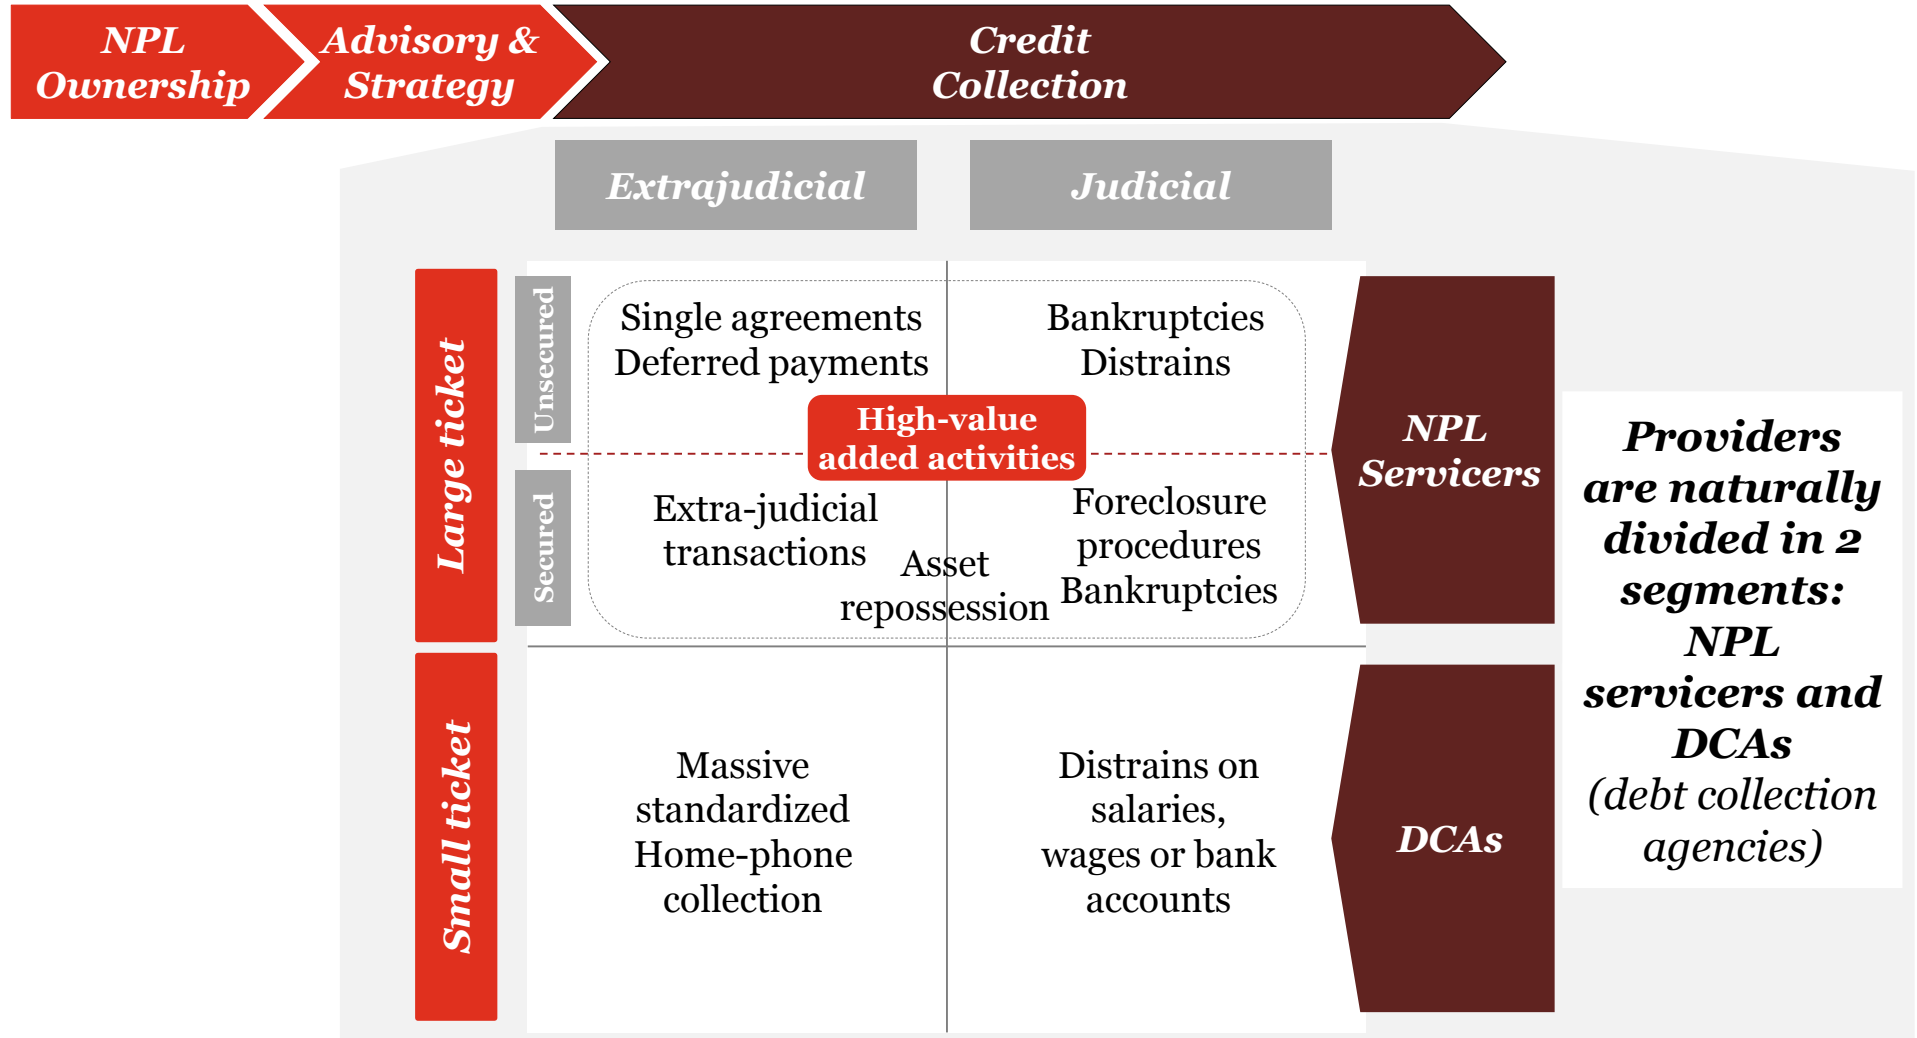 NPL
Ownership
Advisory &
Strategy
Credit
Collection
Extrajudicial
Judicial
Large ticket
Unsecured
Single agreements
Deferred payments
Bankruptcies
Distrains
High-value
added activities
Secured
Extra-judicial
transactions
Asset
repossession
Foreclosure
procedures
Bankruptcies
NPL
Servicers
Small ticket
Massive
standardized
Home-phone
collection
Distrains on
salaries,
wages or bank
accounts
DCAs
Providers
are naturally
divided in 2
segments:
NPL
servicers and
DCAs
(debt collection
agencies)